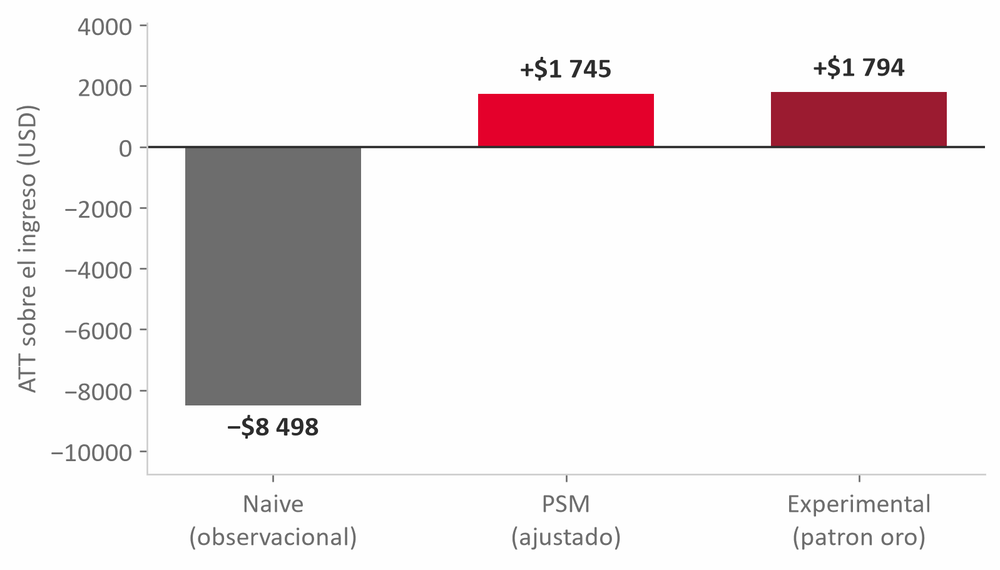 ATT sobre el ingreso (USD)
4000
2000
0
−2000
−4000
−6000
−8000
−10000
−$8 498
+$1 745
+$1 794
Naive
(observacional)
PSM
(ajustado)
Experimental
(patron oro)